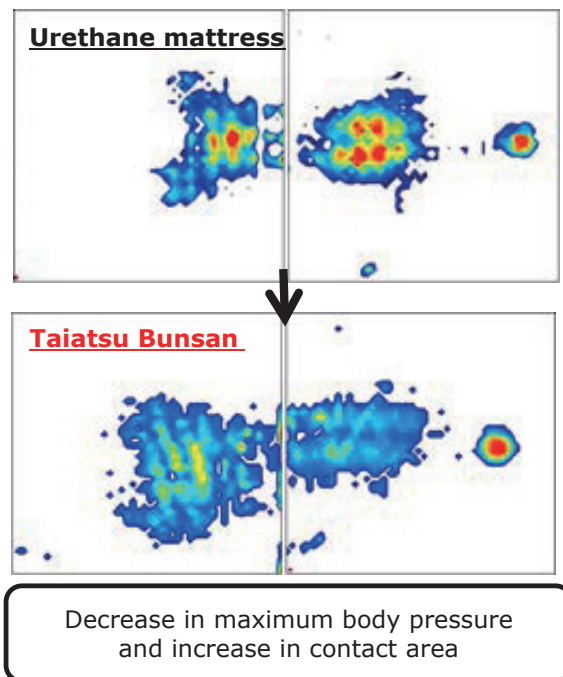 Urethane mattress
Taiatsu Bunsan
Decrease in maximum body pressure
and increase in contact area